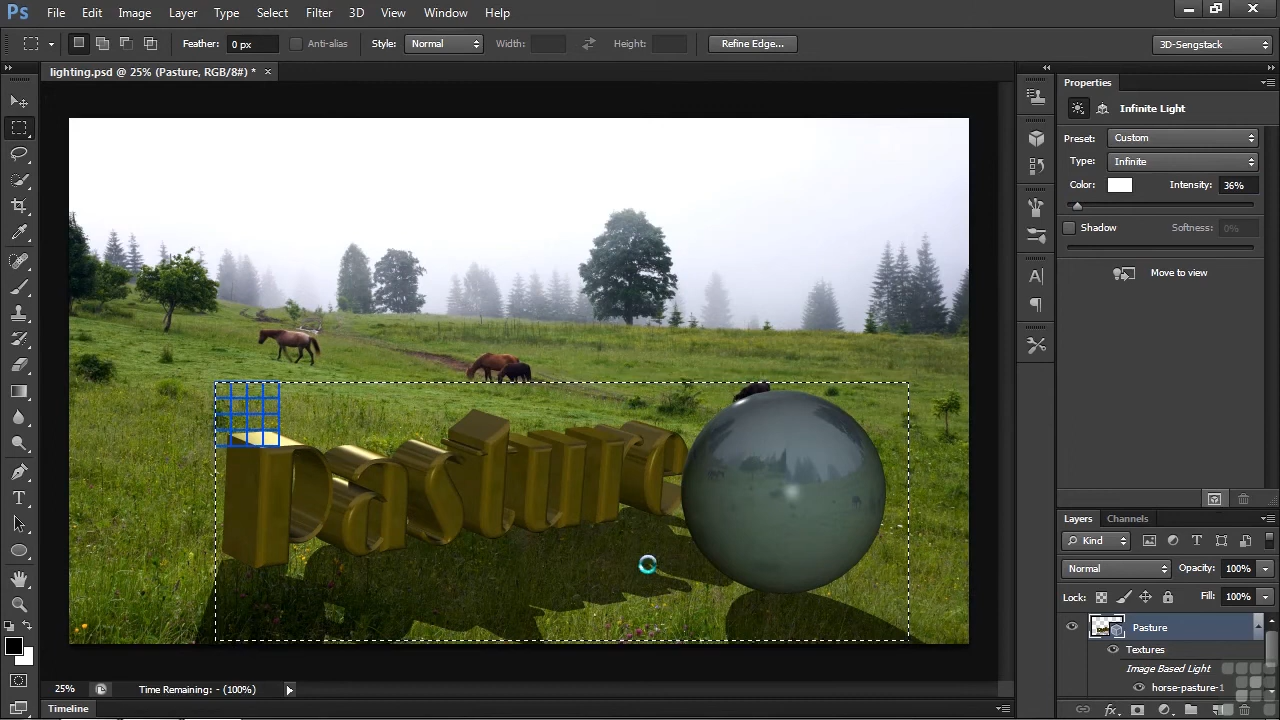 Ps File Edit Image Layer Type Select Filter 3D View Window Help
Feather: 0 px Anti-alias Style: Normal Width: Height: Refine Edge... 3D-Sengstack
lighting.psd @ 25% (Pasture, RGB/8#) * ×
Properties
Infinite Light
Preset: Custom
Type: Infinite
Color: Intensity: 36%
Shadow Softness: 0%
Move to view
pasture
Layers Channels
Kind
Normal Opacity: 100%
Lock: Fill: 100%
Pasture
Textures
Image Based Light
horse-pasture-1
25% Time Remaining: - (100%)
Timeline